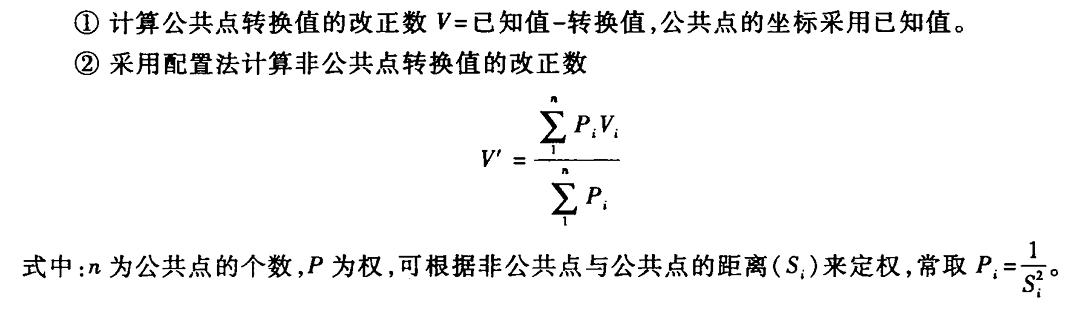 ① 计算公共点转换值的改正数 V=已知值-转换值,公共点的坐标采用已知值。
② 采用配置法计算非公共点转换值的改正数
V′ = \frac{\sum_{1}^{n} P_i V_i}{\sum_{1}^{n} P_i}
式中:n 为公共点的个数,P 为权,可根据非公共点与公共点的距离(S_i)来定权,常取 P_i=\frac{1}{S_i^2}。